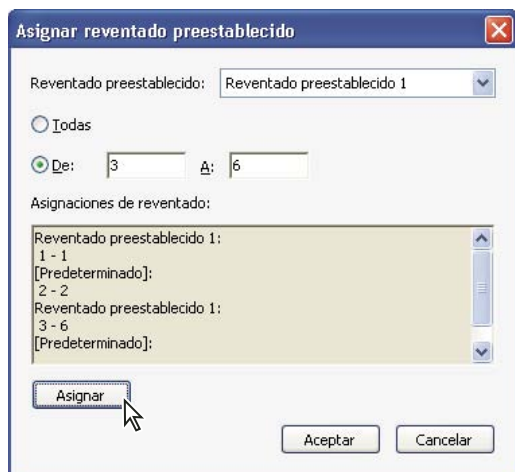 Asignar reventado preestablecido
Reventado preestablecido: Reventado preestablecido 1
Todas
De: 3 A: 6
Asignaciones de reventado:
Reventado preestablecido 1:
1 - 1
[Predeterminado]:
2 - 2
Reventado preestablecido 1:
3 - 6
[Predeterminado]:
Asignar
Aceptar Cancelar